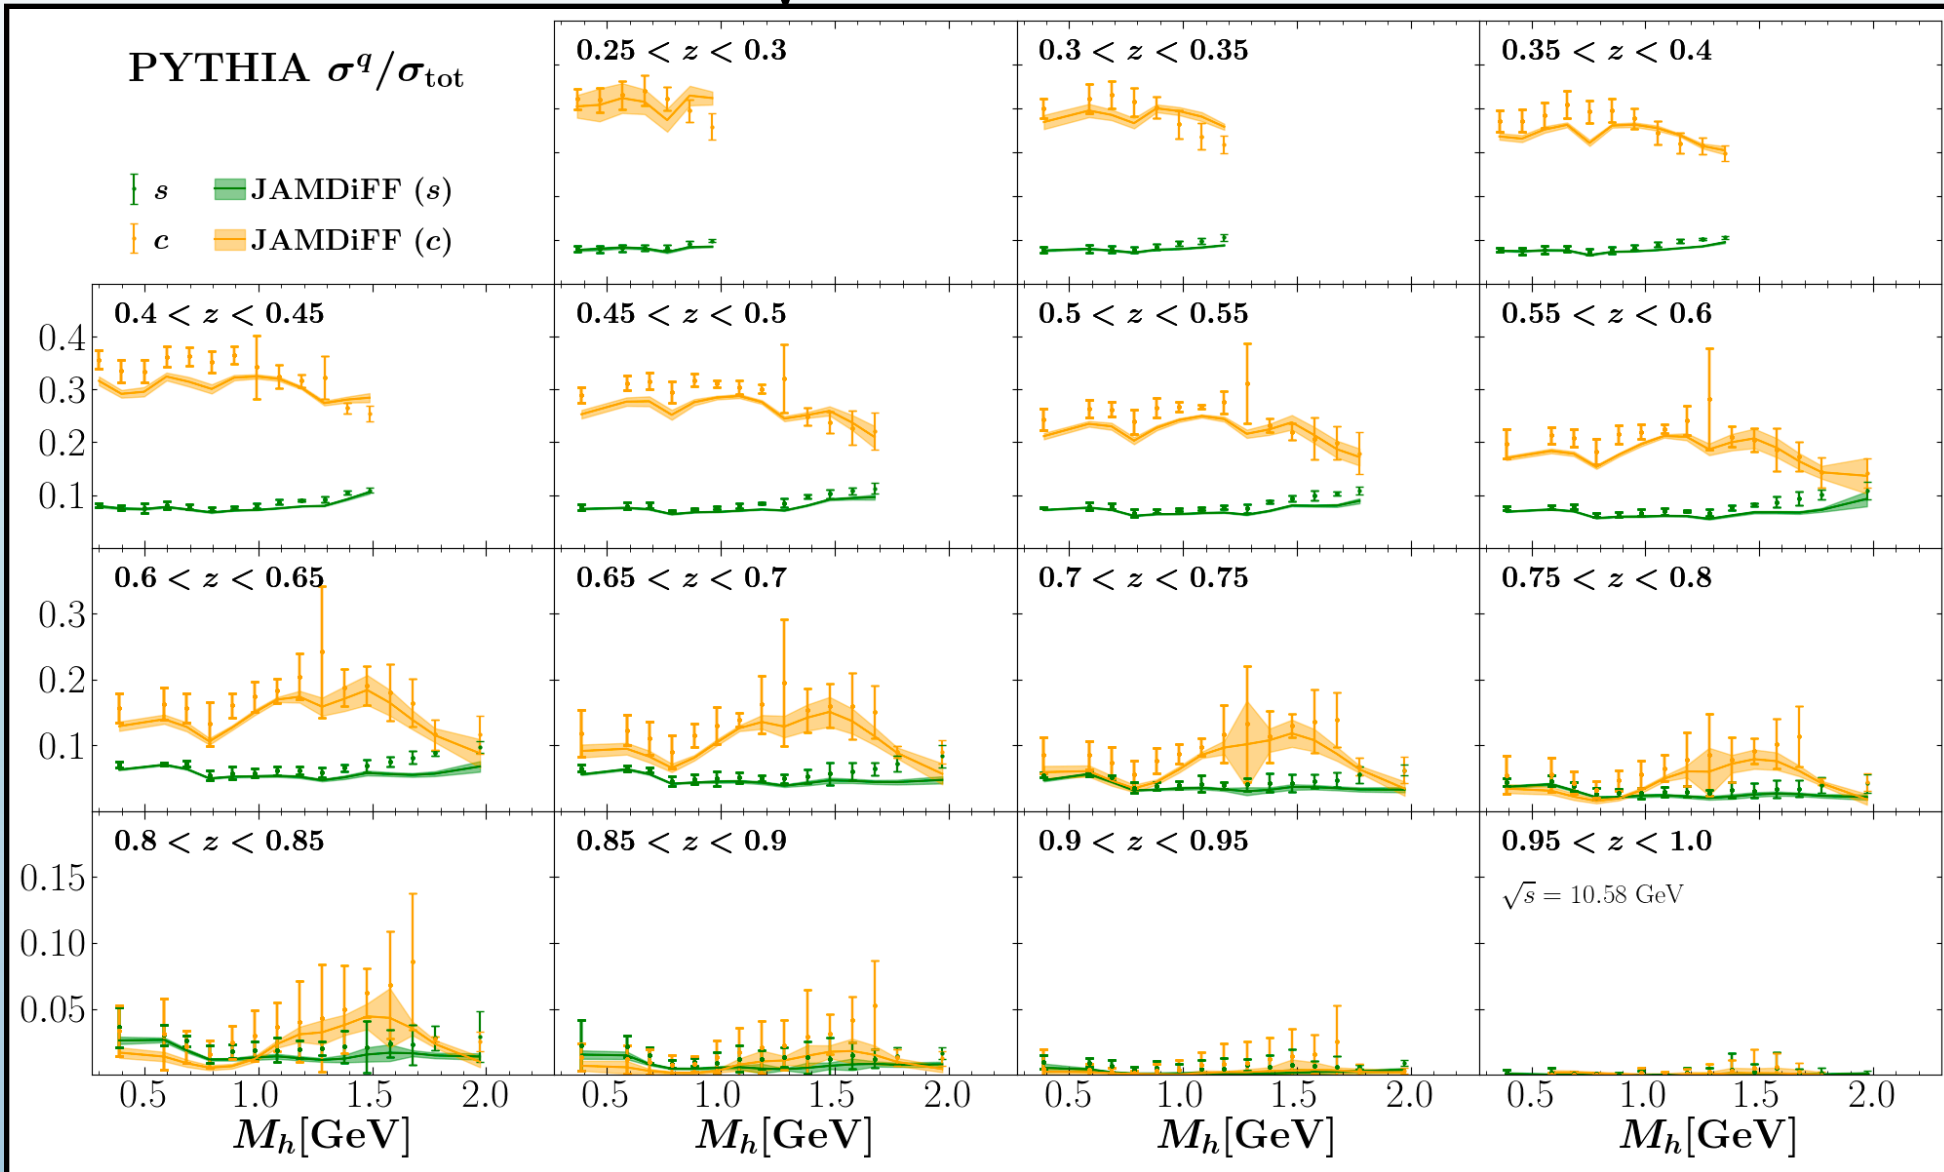 PYTHIA σ^q/σ_tot
s JAMDiFF (s)
c JAMDiFF (c)
0.25 < z < 0.3
0.3 < z < 0.35
0.35 < z < 0.4
0.4 < z < 0.45
0.45 < z < 0.5
0.5 < z < 0.55
0.55 < z < 0.6
0.4
0.3
0.2
0.1
0.6 < z < 0.65
0.65 < z < 0.7
0.7 < z < 0.75
0.75 < z < 0.8
0.3
0.2
0.1
0.8 < z < 0.85
0.85 < z < 0.9
0.9 < z < 0.95
0.95 < z < 1.0
√s = 10.58 GeV
0.15
0.10
0.05
0.5 1.0 1.5 2.0
0.5 1.0 1.5 2.0
0.5 1.0 1.5 2.0
0.5 1.0 1.5 2.0
M_h[GeV]
M_h[GeV]
M_h[GeV]
M_h[GeV]